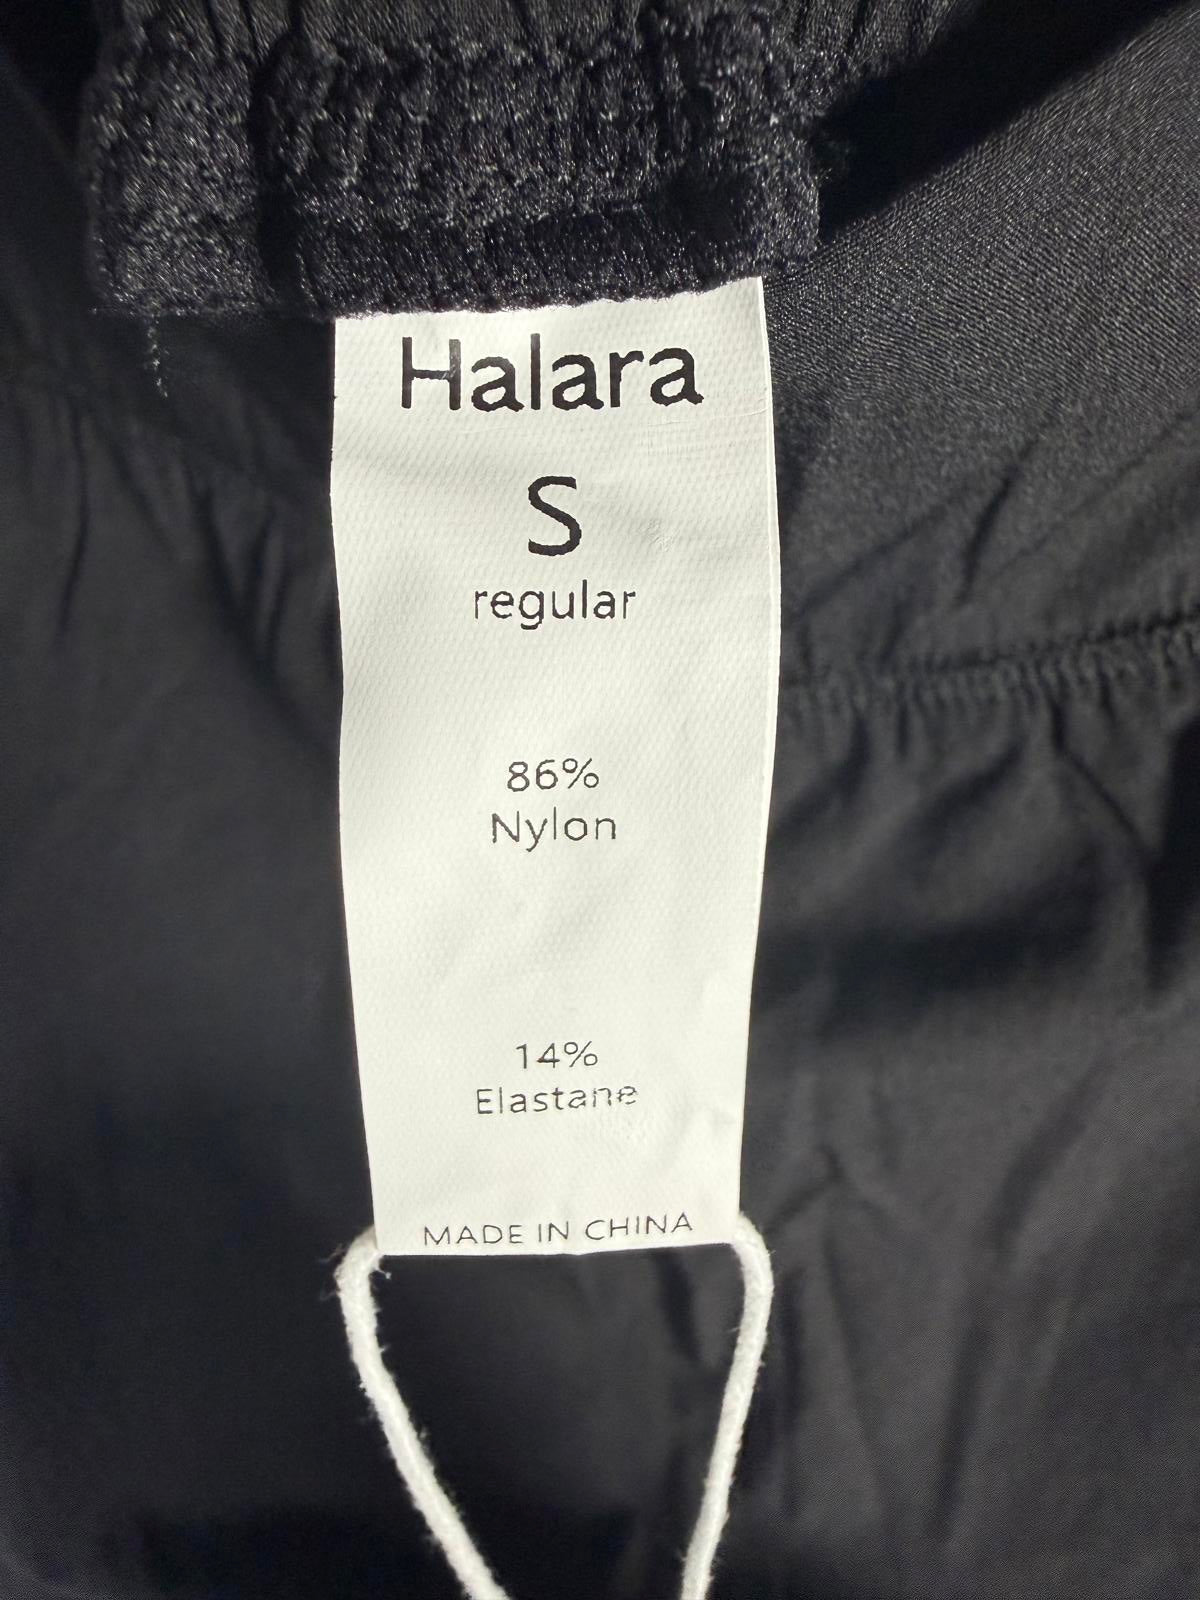 Halara
S
regular
86%
Nylon
14%
Elastane
MADE IN CHINA